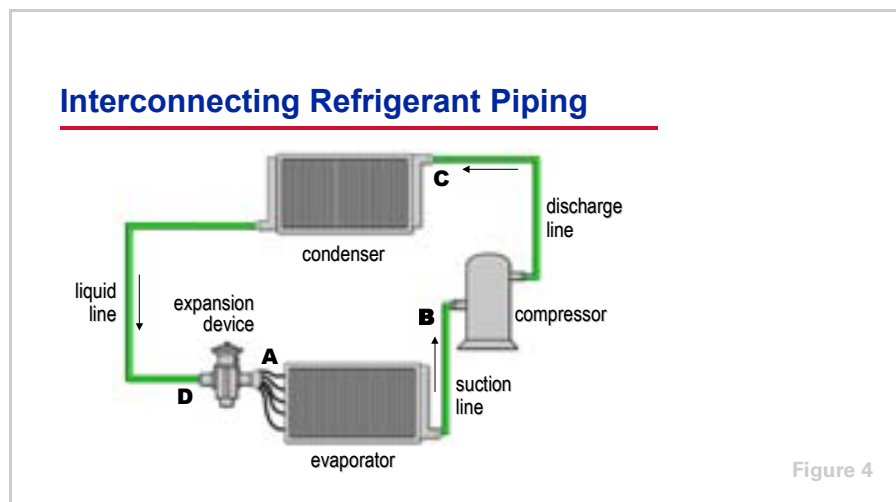 Interconnecting Refrigerant Piping
C
discharge
line
condenser
liquid
line
expansion
device
B
compressor
A
D
suction
line
evaporator
Figure 4